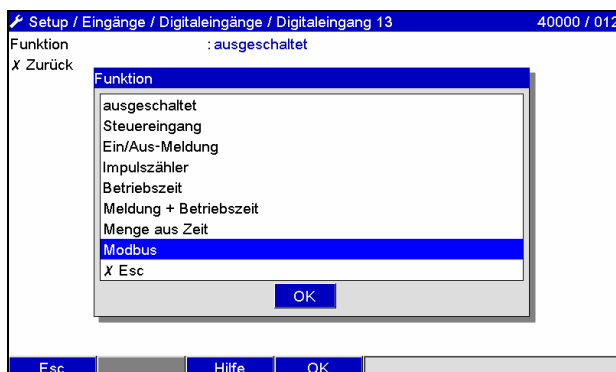 Setup / Eingänge / Digitaleingänge / Digitaleingang 13 40000 / 012
Funktion : ausgeschaltet
X Zurück
Funktion
ausgeschaltet
Steuereingang
Ein/Aus-Meldung
Impulszähler
Betriebszeit
Meldung + Betriebszeit
Menge aus Zeit
Modbus
X Esc
OK
Esc Hilfe OK